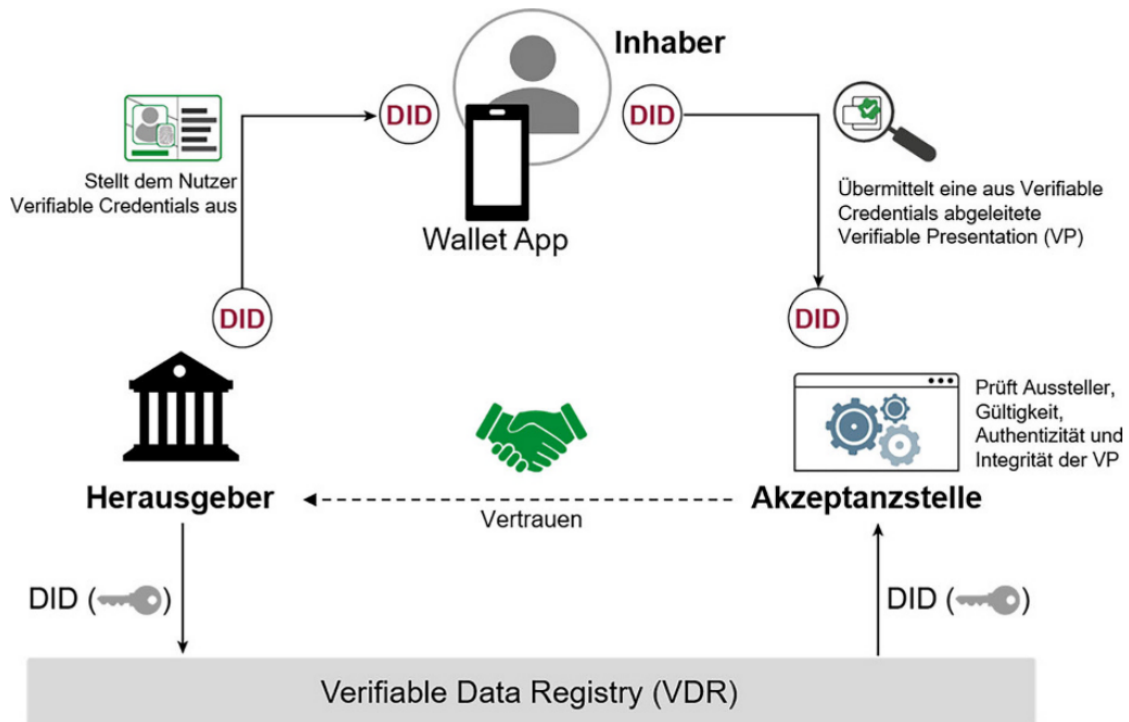 Inhaber
DID
DID
Wallet App
Stellt dem Nutzer
Verifiable Credentials aus
Übermittelt eine aus Verifiable
Credentials abgeleitete
Verifiable Presentation (VP)
DID
DID
Herausgeber
Vertrauen
Akzeptanzstelle
Prüft Aussteller,
Gültigkeit,
Authentizität und
Integrität der VP
DID ( )
DID ( )
Verifiable Data Registry (VDR)